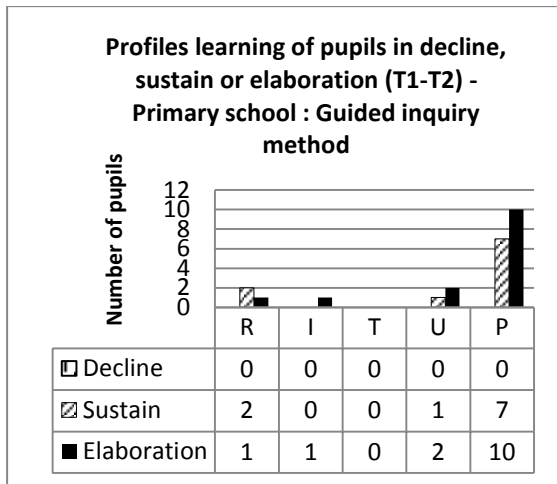 Profiles learning of pupils in decline,
sustain or elaboration (T1-T2) -
Primary school : Guided inquiry
method
Number of pupils
12
10
8
6
4
2
0
R I T U P
Decline 0 0 0 0 0
Sustain 2 0 0 1 7
Elaboration 1 1 0 2 10